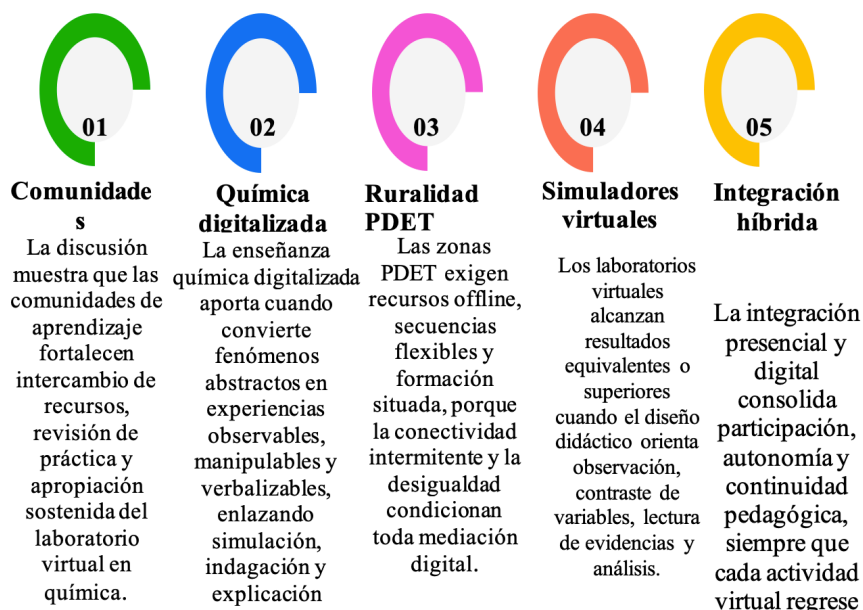 01
Comunidade
s
La discusión
muestra que las
comunidades de
aprendizaje
fortalecen
intercambio de
recursos,
revisión de
práctica y
apropiación
sostenida del
laboratorio
virtual en
química.
02
Química
digitalizada
La enseñanza
química digitalizada
aporta cuando
convierte
fenómenos
abstractos en
experiencias
observables,
manipulables y
verbalizables,
enlazando
simulación,
indagación y
explicación
03
Ruralidad
PDET
Las zonas
PDET exigen
recursos offline,
secuencias
flexibles y
formación
situada, porque
la conectividad
intermitente y la
desigualdad
condicionan
toda mediación
digital.
04
Simuladores
virtuales
Los laboratorios
virtuales
alcanzan
resultados
equivalentes o
superiores
cuando el diseño
didáctico orienta
observación,
contraste de
variables, lectura
de evidencias y
análisis.
05
Integración
híbrida
La integración
presencial y
digital
consolida
participación,
autonomía y
continuidad
pedagógica,
siempre que
cada actividad
virtual regrese